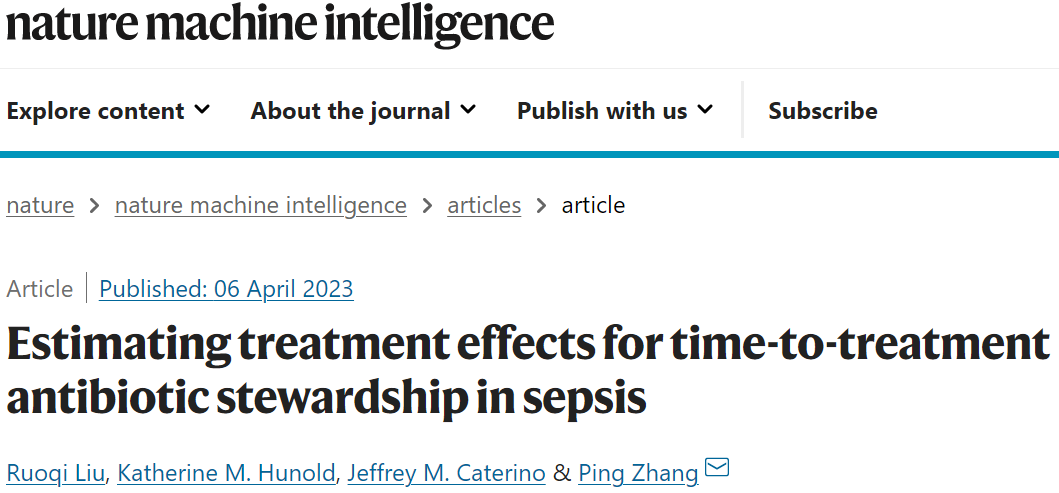 nature machine intelligence
Explore content About the journal Publish with us Subscribe
nature > nature machine intelligence > articles > article
Article | Published: 06 April 2023
Estimating treatment effects for time-to-treatment
antibiotic stewardship in sepsis
Ruoqi Liu, Katherine M. Hunold, Jeffrey M. Caterino & Ping Zhang